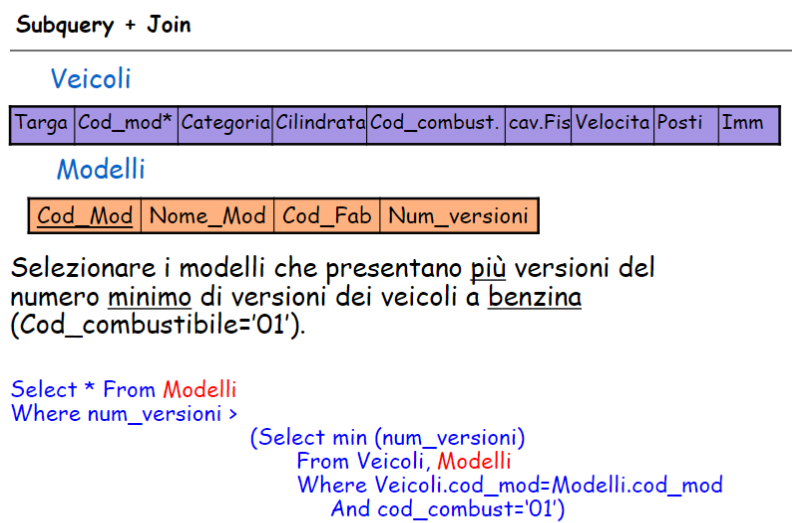 Subquery + Join
Veicoli
Targa Cod_mod* Categoria Cilindrata Cod_combust. cav.Fis Velocita Posti Imm
Modelli
Cod_Mod Nome_Mod Cod_Fab Num_versioni
Selezionare i modelli che presentano più versioni del
numero minimo di versioni dei veicoli a benzina
(Cod_combustibile='01').
Select * From Modelli
Where num_versioni >
(Select min (num_versioni)
From Veicoli, Modelli
Where Veicoli.cod_mod=Modelli.cod_mod
And cod_combust='01')